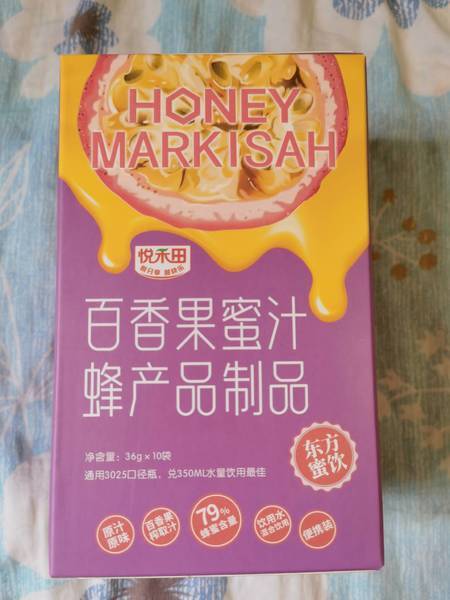 HONEY
MARKISAH
悦禾田
百香果蜜汁
蜂产品制品
净含量：36g×10袋
通用3025口径瓶，兑350ML水量饮用最佳
东方
蜜饮
原汁
原味
百香果
榨取汁
79%
蜂蜜含量
饮用水
混合饮用
便携装